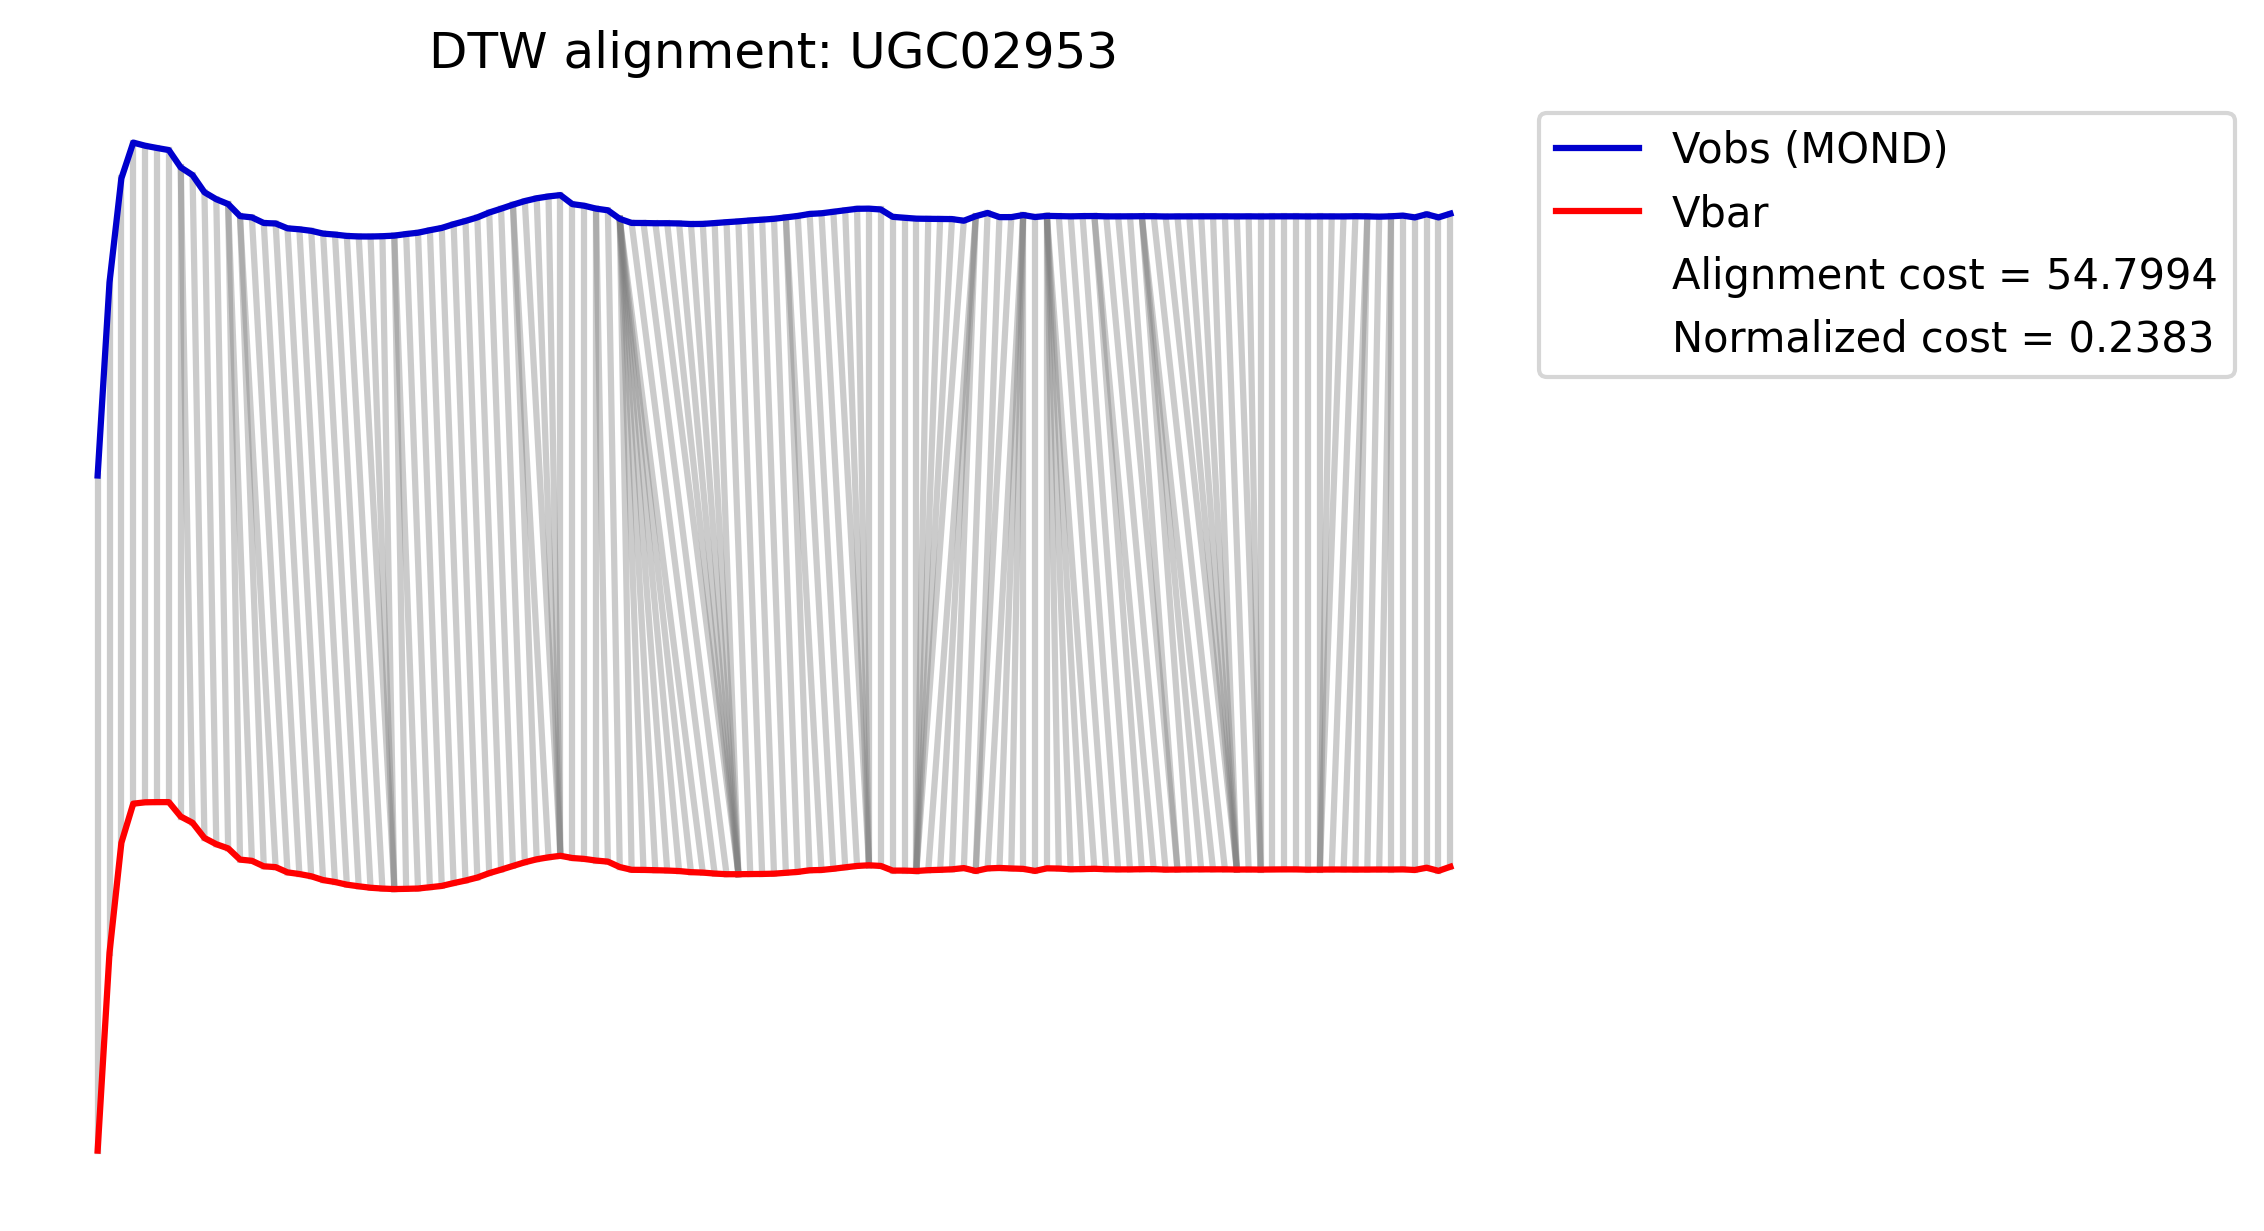 DTW alignment: UGC02953
Vobs (MOND)
Vbar
Alignment cost = 54.7994
Normalized cost = 0.2383